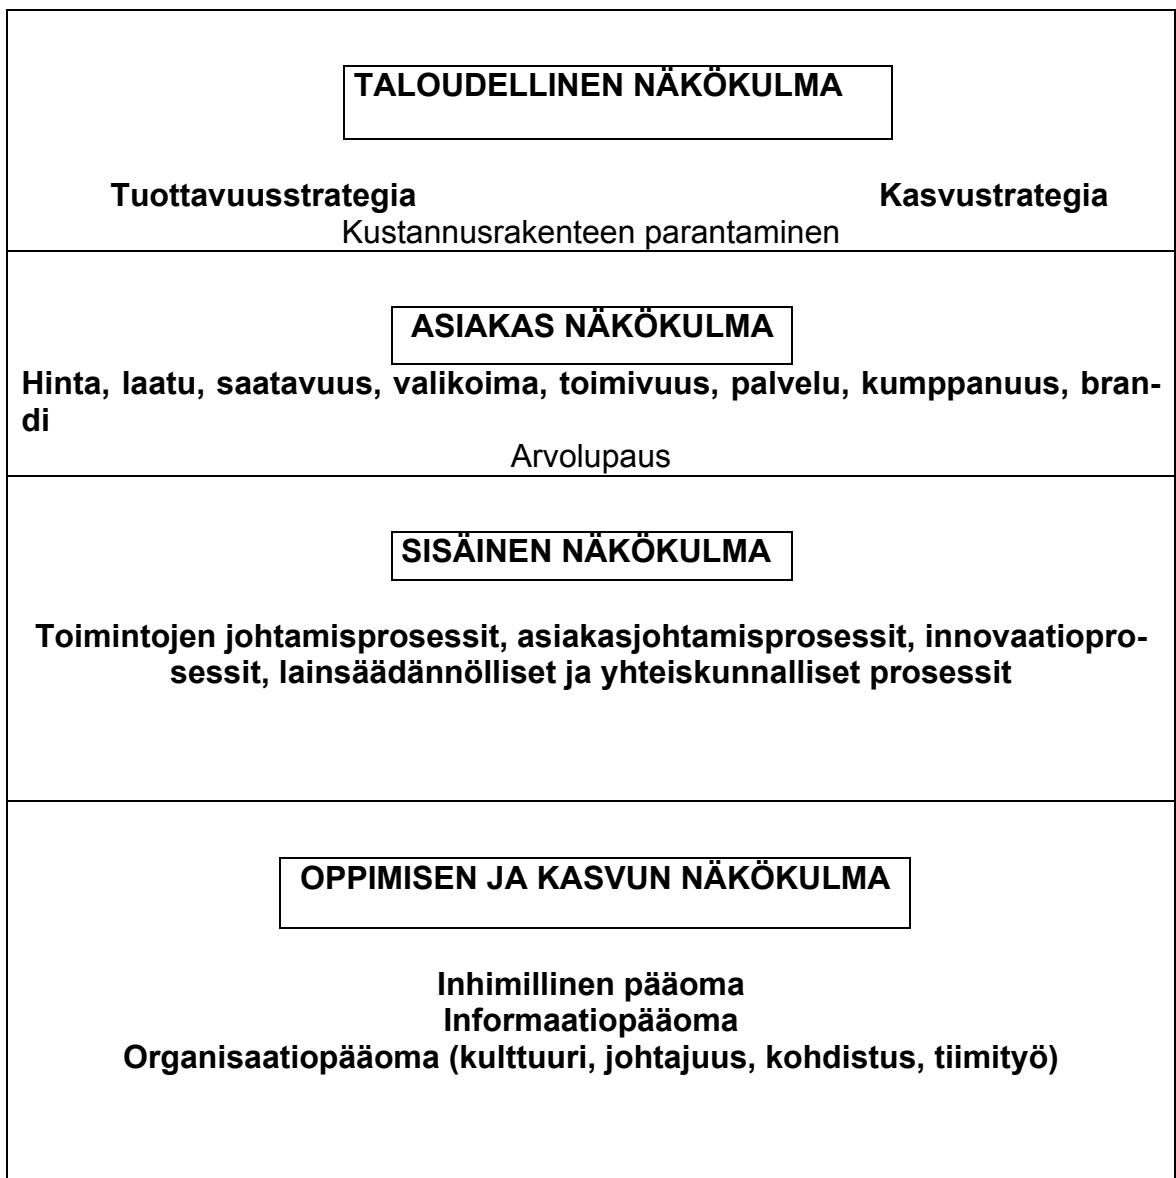 TALOUDELLINEN NÄKÖKULMA
Tuottavuusstrategia Kasvustrategia
Kustannusrakenteen parantaminen
ASIAKAS NÄKÖKULMA
Hinta, laatu, saatavuus, valikoima, toimivuus, palvelu, kumppanuus, bran-
di
Arvolupaus
SISÄINEN NÄKÖKULMA
Toimintojen johtamisprosessit, asiakasjohtamisprosessit, innovaatiopro-
sessit, lainsäädännölliset ja yhteiskunnalliset prosessit
OPPIMISEN JA KASVUN NÄKÖKULMA
Inhimillinen pääoma
Informaatiopääoma
Organisaatiopääoma (kulttuuri, johtajuus, kohdistus, tiimityö)